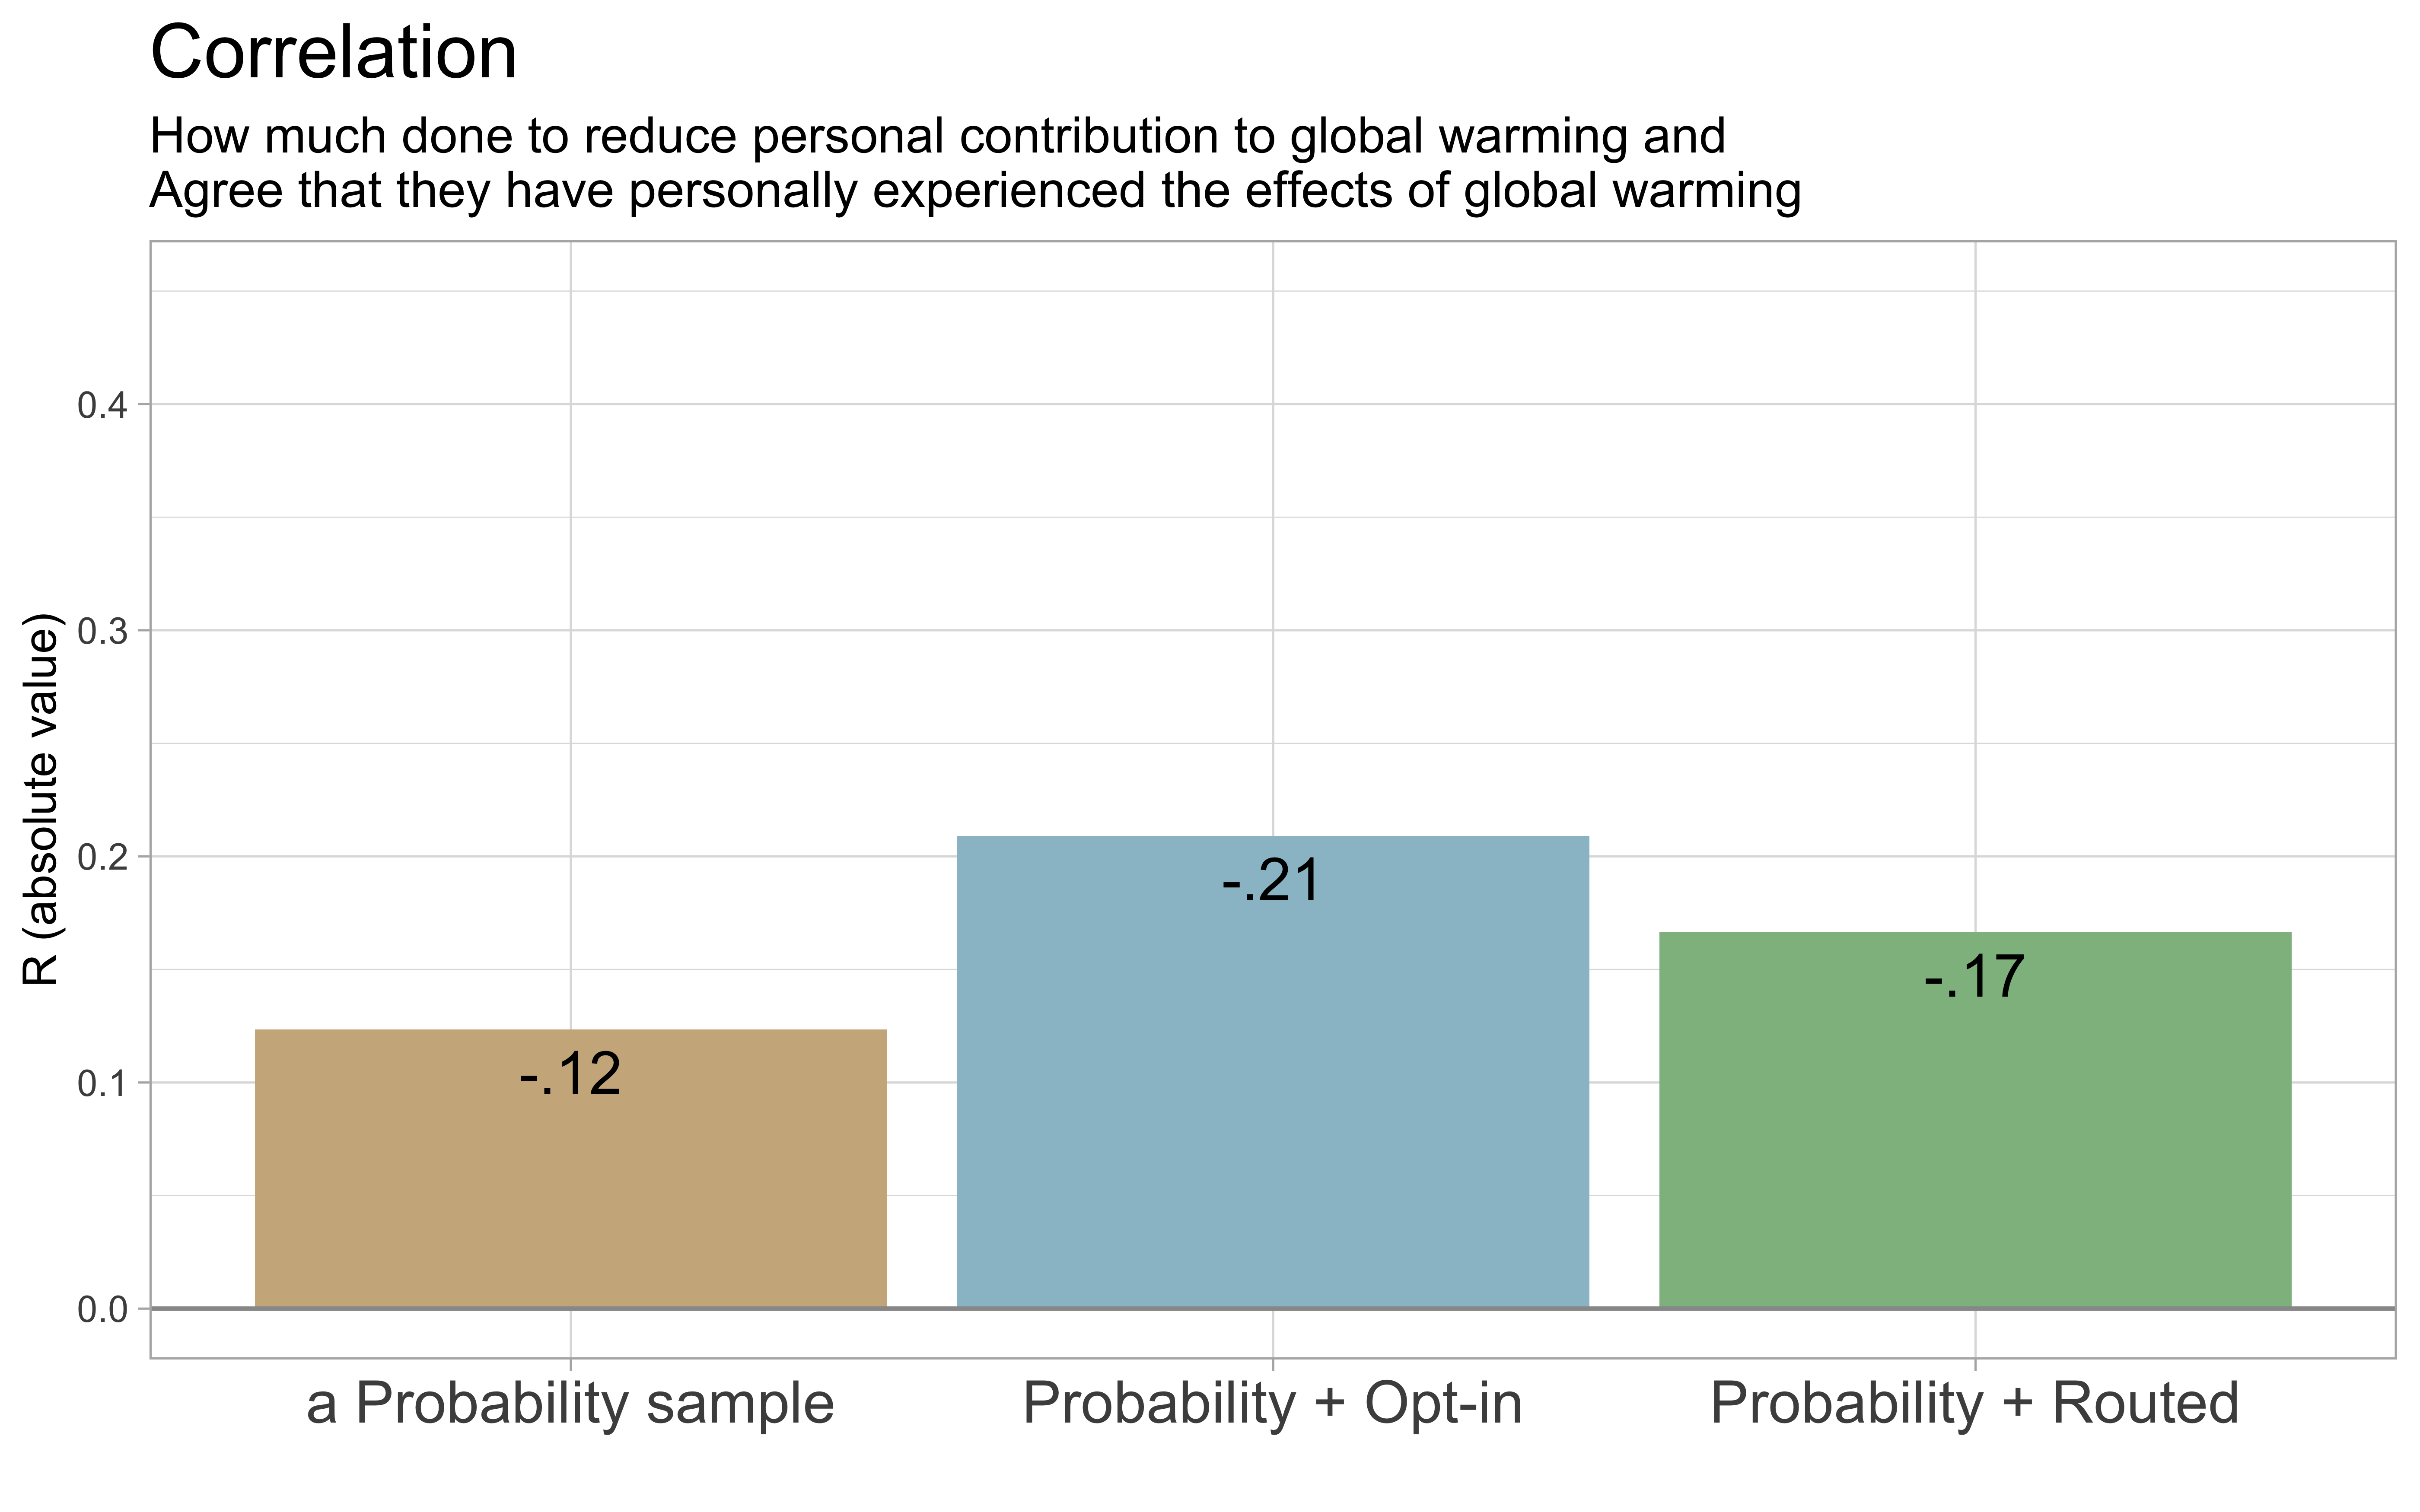 Correlation
How much done to reduce personal contribution to global warming and
Agree that they have personally experienced the effects of global warming
R (absolute value)
0.4
0.3
0.2
0.1
0.0
-.12
-.21
-.17
a Probability sample
Probability + Opt-in
Probability + Routed